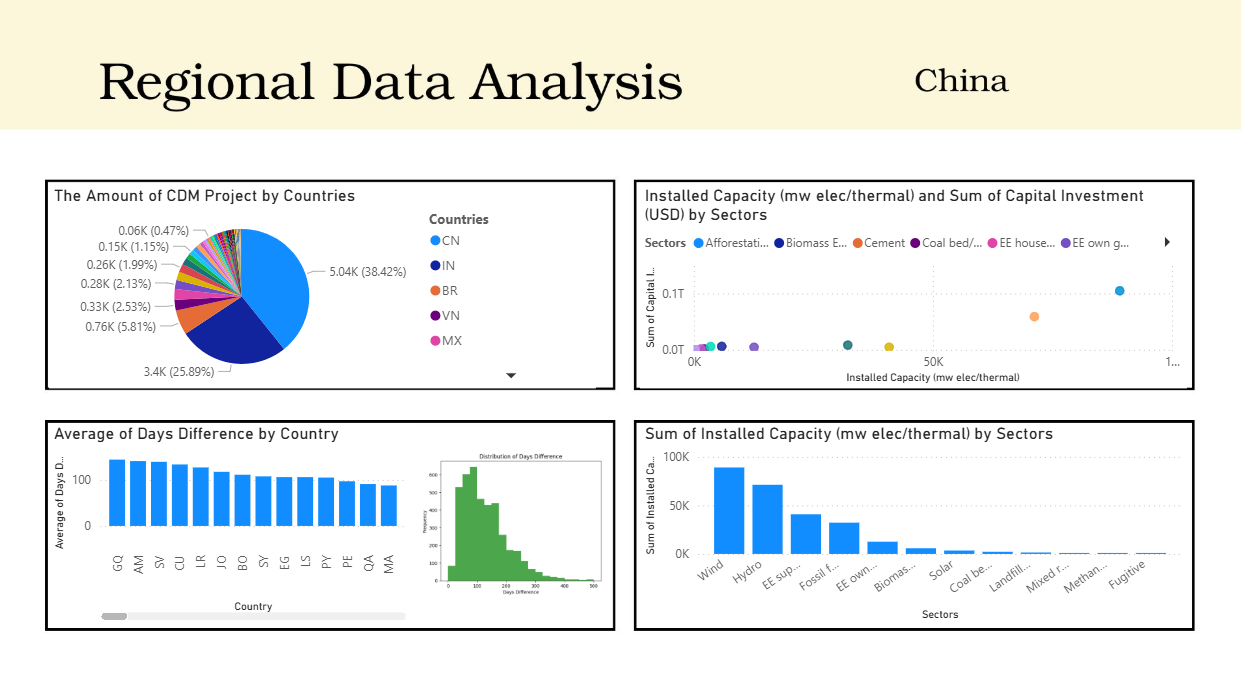 Regional Data Analysis
China
The Amount of CDM Project by Countries
0.06K (0.47%)
0.15K (1.15%)
0.26K (1.99%)
0.28K (2.13%)
0.33K (2.53%)
0.76K (5.81%)
3.4K (25.89%)
5.04K (38.42%)
Countries
CN
IN
BR
VN
MX
Installed Capacity (mw elec/thermal) and Sum of Capital Investment
(USD) by Sectors
Sectors Afforestati... Biomass E... Cement Coal bed/... EE house... EE own g...
Sum of Capital I...
0.1T
0.0T
0K 50K 1...
Installed Capacity (mw elec/thermal)
Average of Days Difference by Country
Average of Days D...
100
0
GQ AM SV CU LR JO BO SY EG LS PY PE QA MA
Country
Distribution of Days Difference
Frequency
600
500
400
300
200
100
0
0 100 200 300 400 500
Days Difference
Sum of Installed Capacity (mw elec/thermal) by Sectors
Sum of Installed Ca...
100K
50K
0K
Wind Hydro EE sup... Fossil f... EE own... Biomas... Solar Coal be... Landfill... Mixed r... Methan... Fugitive
Sectors